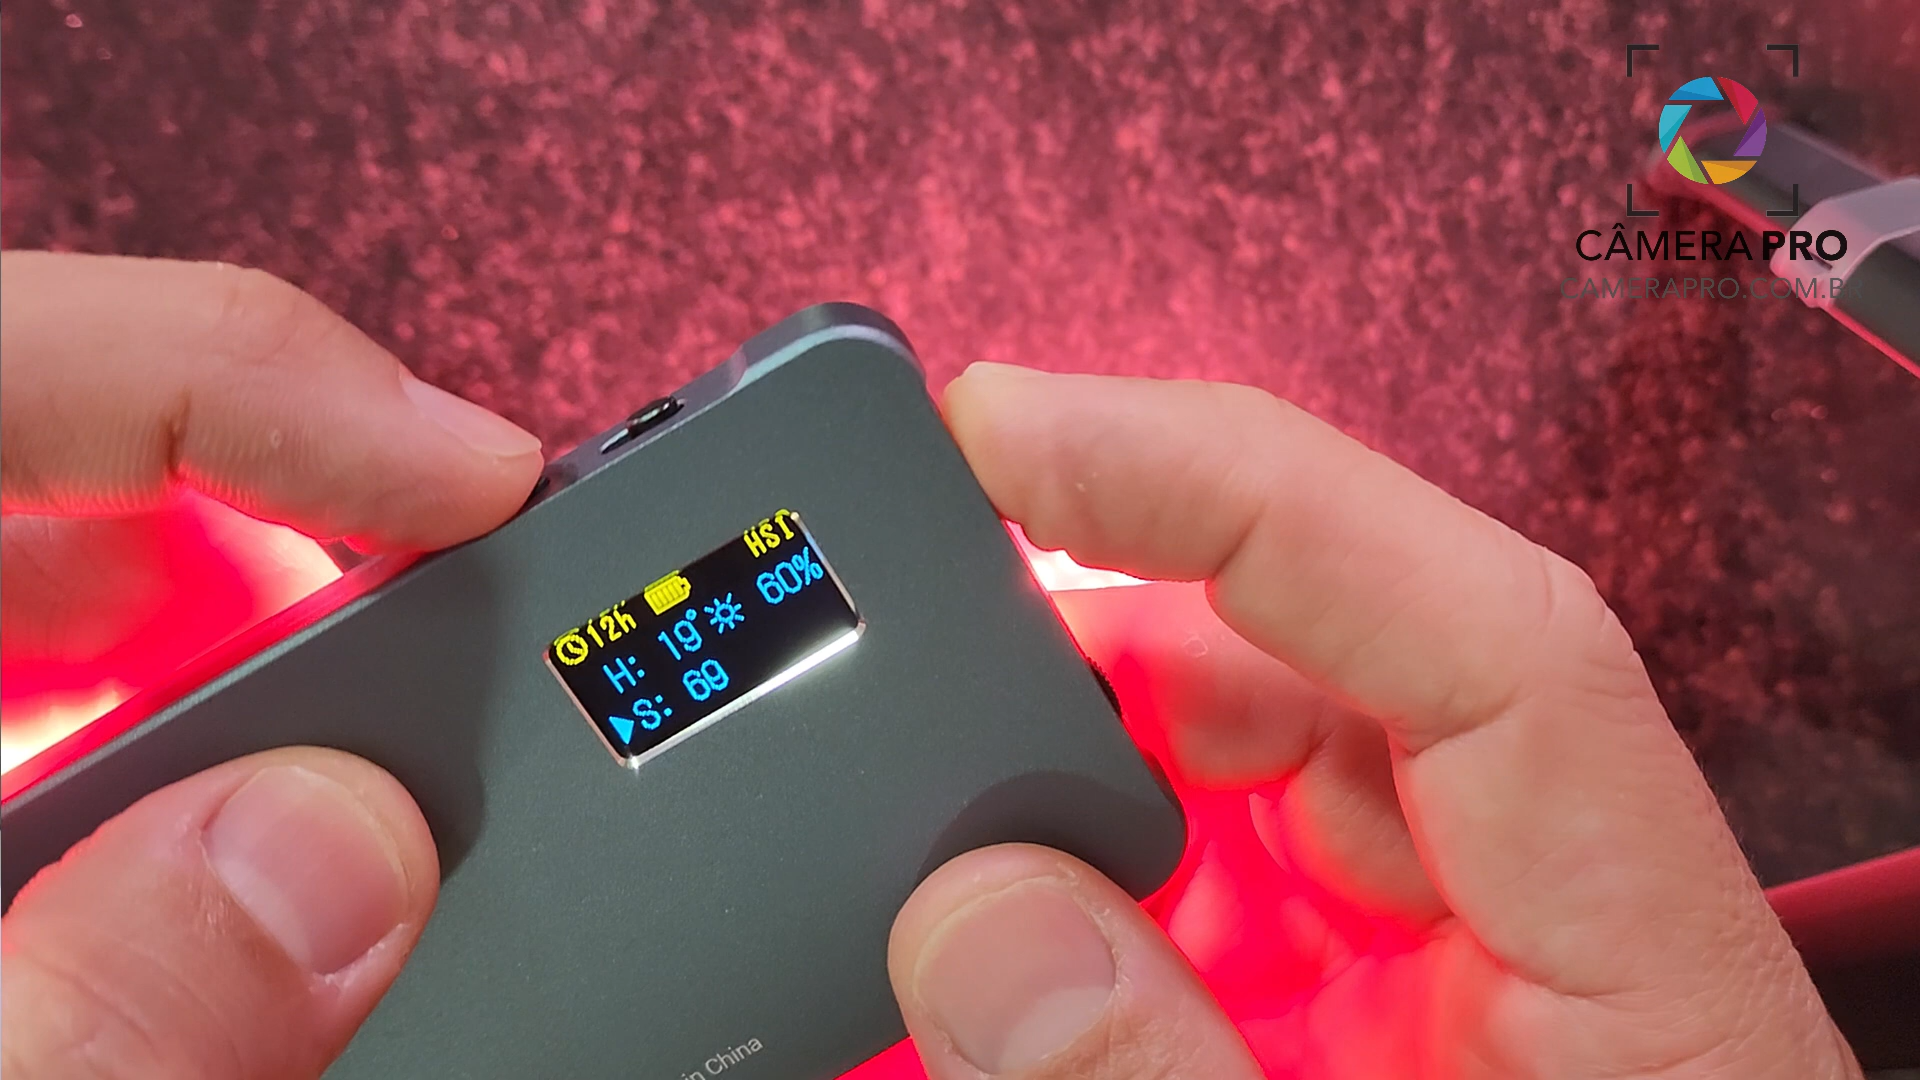 CÂMERA PRO
CAMERAPRO.COM.BR
HSI
12h
60%
H: 19°
S: 69
in China